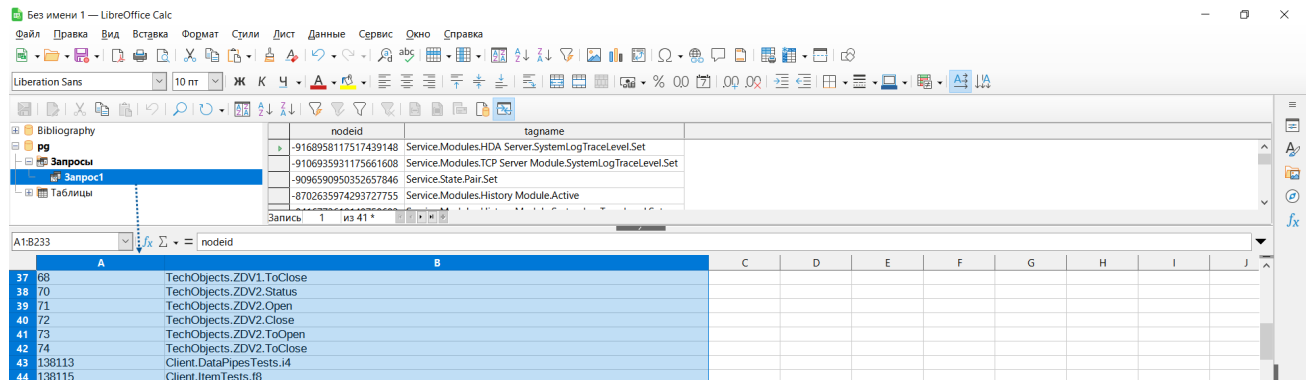 Без имени 1 — LibreOffice Calc
Файл Правка Вид Вставка Формат Стили Лист Данные Сервис Окно Справка
Liberation Sans 10 пт Ж К Ч А % 0.0 .00 .00
Bibliography
pg
Запросы
Запрос1
Таблицы
nodeid tagname
-9168958117517439148 Service.Modules.HDA Server.SystemLogTraceLevel.Set
-9106935931175661608 Service.Modules.TCP Server Module.SystemLogTraceLevel.Set
-9096590950352657846 Service.State.Pair.Set
-8702635974293727755 Service.Modules.History Module.Active
Запись 1 из 41 *
A1:B233 fx Σ = nodeid
A B C D E F G H I J
37 68 TechObjects.ZDV1.ToClose
38 70 TechObjects.ZDV2.Status
39 71 TechObjects.ZDV2.Open
40 72 TechObjects.ZDV2.Close
41 73 TechObjects.ZDV2.ToOpen
42 74 TechObjects.ZDV2.ToClose
43 138113 Client.DataPipesTests.i4
44 138115 Client.ItemTests.f8